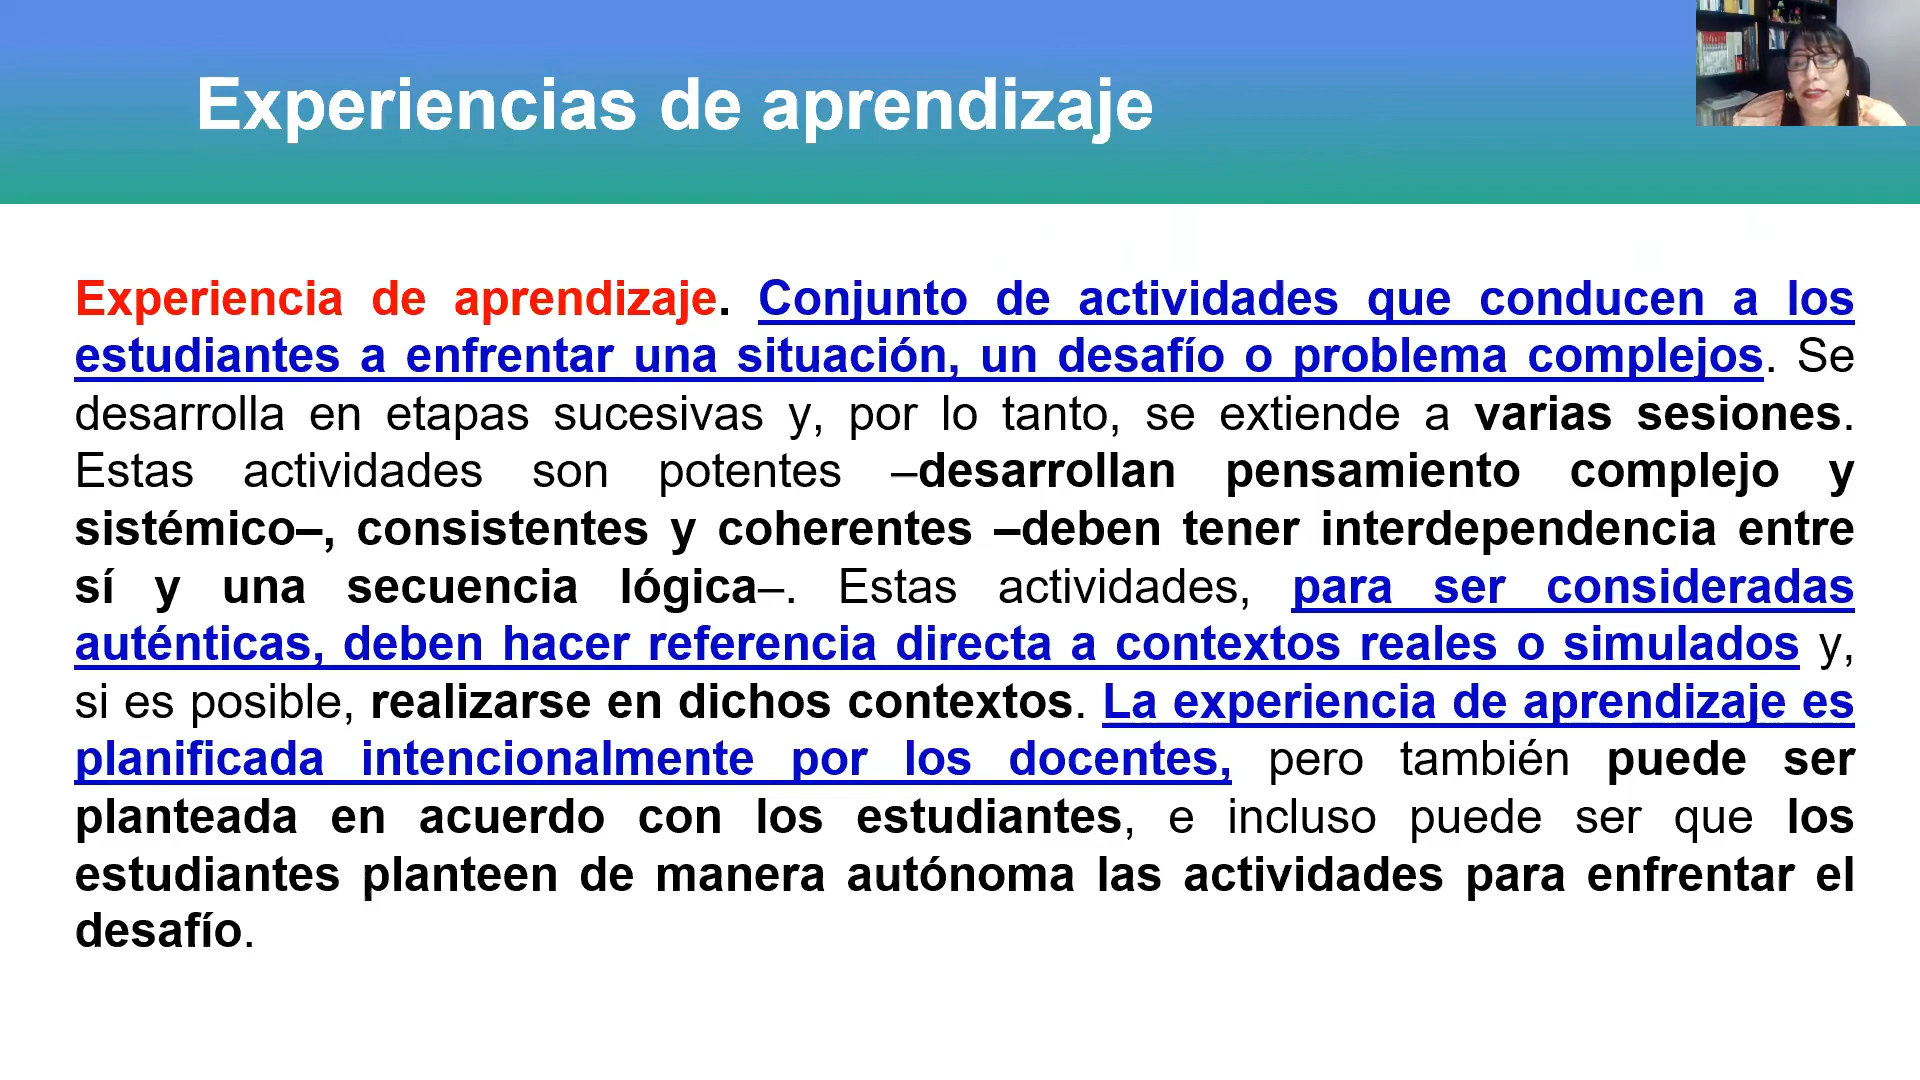 Experiencias de aprendizaje
Experiencia de aprendizaje. Conjunto de actividades que conducen a los
estudiantes a enfrentar una situación, un desafío o problema complejos. Se
desarrolla en etapas sucesivas y, por lo tanto, se extiende a varias sesiones.
Estas actividades son potentes –desarrollan pensamiento complejo y
sistémico–, consistentes y coherentes –deben tener interdependencia entre
sí y una secuencia lógica–. Estas actividades, para ser consideradas
auténticas, deben hacer referencia directa a contextos reales o simulados y,
si es posible, realizarse en dichos contextos. La experiencia de aprendizaje es
planificada intencionalmente por los docentes, pero también puede ser
planteada en acuerdo con los estudiantes, e incluso puede ser que los
estudiantes planteen de manera autónoma las actividades para enfrentar el
desafío.